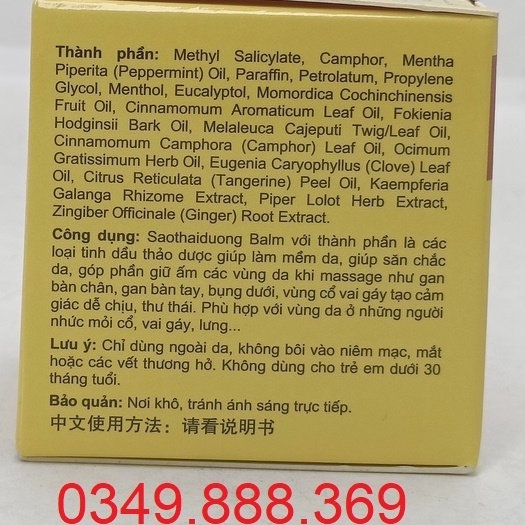 Thành phần: Methyl Salicylate, Camphor, Mentha
Piperita (Peppermint) Oil, Paraffin, Petrolatum, Propylene
Glycol, Menthol, Eucalyptol, Momordica Cochinchinensis
Fruit Oil, Cinnamomum Aromaticum Leaf Oil, Fokienia
Hodginsii Bark Oil, Melaleuca Cajeputi Twig/Leaf Oil,
Cinnamomum Camphora (Camphor) Leaf Oil, Ocimum
Gratissimum Herb Oil, Eugenia Caryophyllus (Clove) Leaf
Oil, Citrus Reticulata (Tangerine) Peel Oil, Kaempferia
Galanga Rhizome Extract, Piper Lolot Herb Extract,
Zingiber Officinale (Ginger) Root Extract.
Công dụng: Saothaiduong Balm với thành phần là các
loại tinh dầu thảo dược giúp làm mềm da, giúp săn chắc
da, góp phần giữ ấm các vùng da khi massage như gan
bàn chân, gan bàn tay, bụng dưới, vùng cổ vai gáy tạo cảm
giác dễ chịu, thư thái. Phù hợp với vùng da ở những người
nhức mỏi cổ, vai gáy, lưng...
Lưu ý: Chỉ dùng ngoài da, không bôi vào niêm mạc, mắt
hoặc các vết thương hở. Không dùng cho trẻ em dưới 30
tháng tuổi.
Bảo quản: Nơi khô, tránh ánh sáng trực tiếp.
中文使用方法：请看说明书
0349.888.369